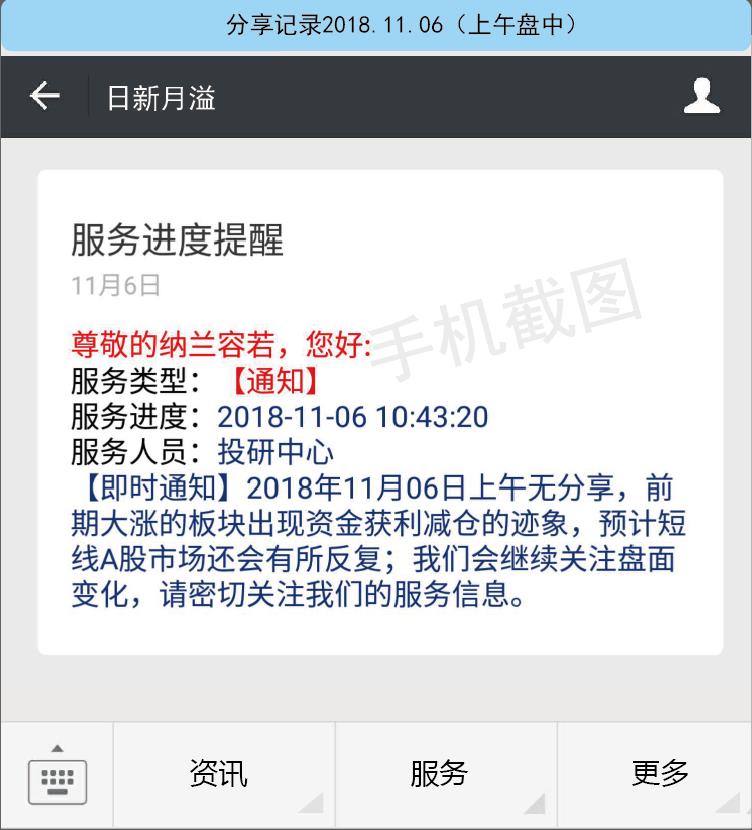 分享记录2018.11.06（上午盘中）
日新月溢
服务进度提醒
11月6日
手机截图
尊敬的纳兰容若，您好:
服务类型：【通知】
服务进度：2018-11-06 10:43:20
服务人员：投研中心
【即时通知】2018年11月06日上午无分享，前
期大涨的板块出现资金获利减仓的迹象，预计短
线A股市场还会有所反复；我们会继续关注盘面
变化，请密切关注我们的服务信息。
资讯
服务
更多